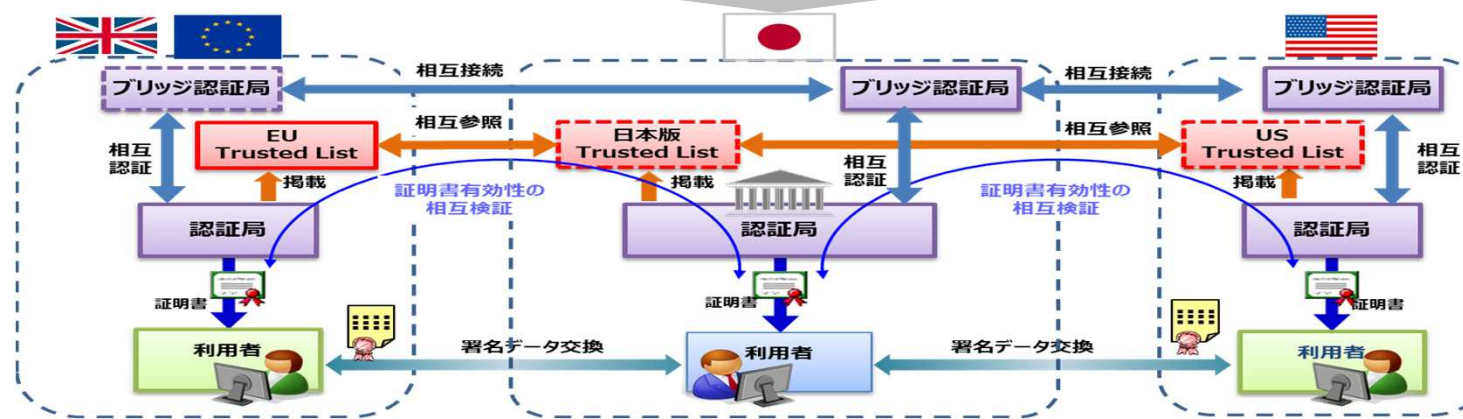 相互接続
相互接続
ブリッジ認証局
ブリッジ認証局
ブリッジ認証局
EU
Trusted List
相互参照
日本版
Trusted List
相互参照
US
Trusted List
相互
認証
相互
認証
相互
認証
掲載
掲載
掲載
証明書有効性の
相互検証
証明書有効性の
相互検証
認証局
認証局
認証局
証明書
証明書
証明書
利用者
署名データ交換
利用者
署名データ交換
利用者